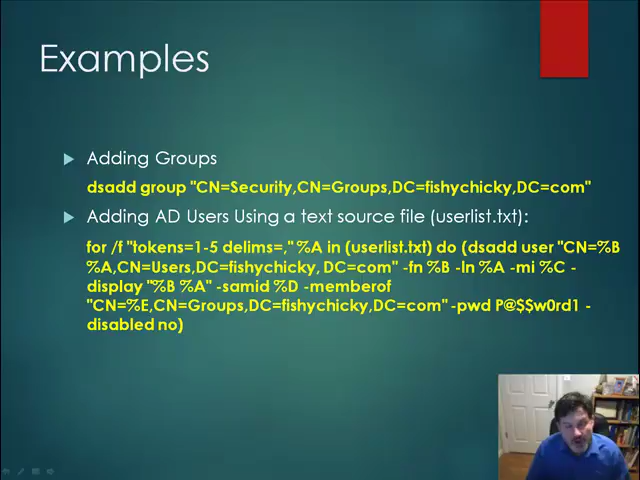 Examples
Adding Groups
dsadd group "CN=Security,CN=Groups,DC=fishychicky,DC=com"
Adding AD Users Using a text source file (userlist.txt):
for /f "tokens=1-5 delims=," %A in (userlist.txt) do (dsadd user "CN=%B
%A,CN=Users,DC=fishychicky, DC=com" -fn %B -ln %A -mi %C -
display "%B %A" -samid %D -memberof
"CN=%E,CN=Groups,DC=fishychicky,DC=com" -pwd P@$$w0rd1 -
disabled no)